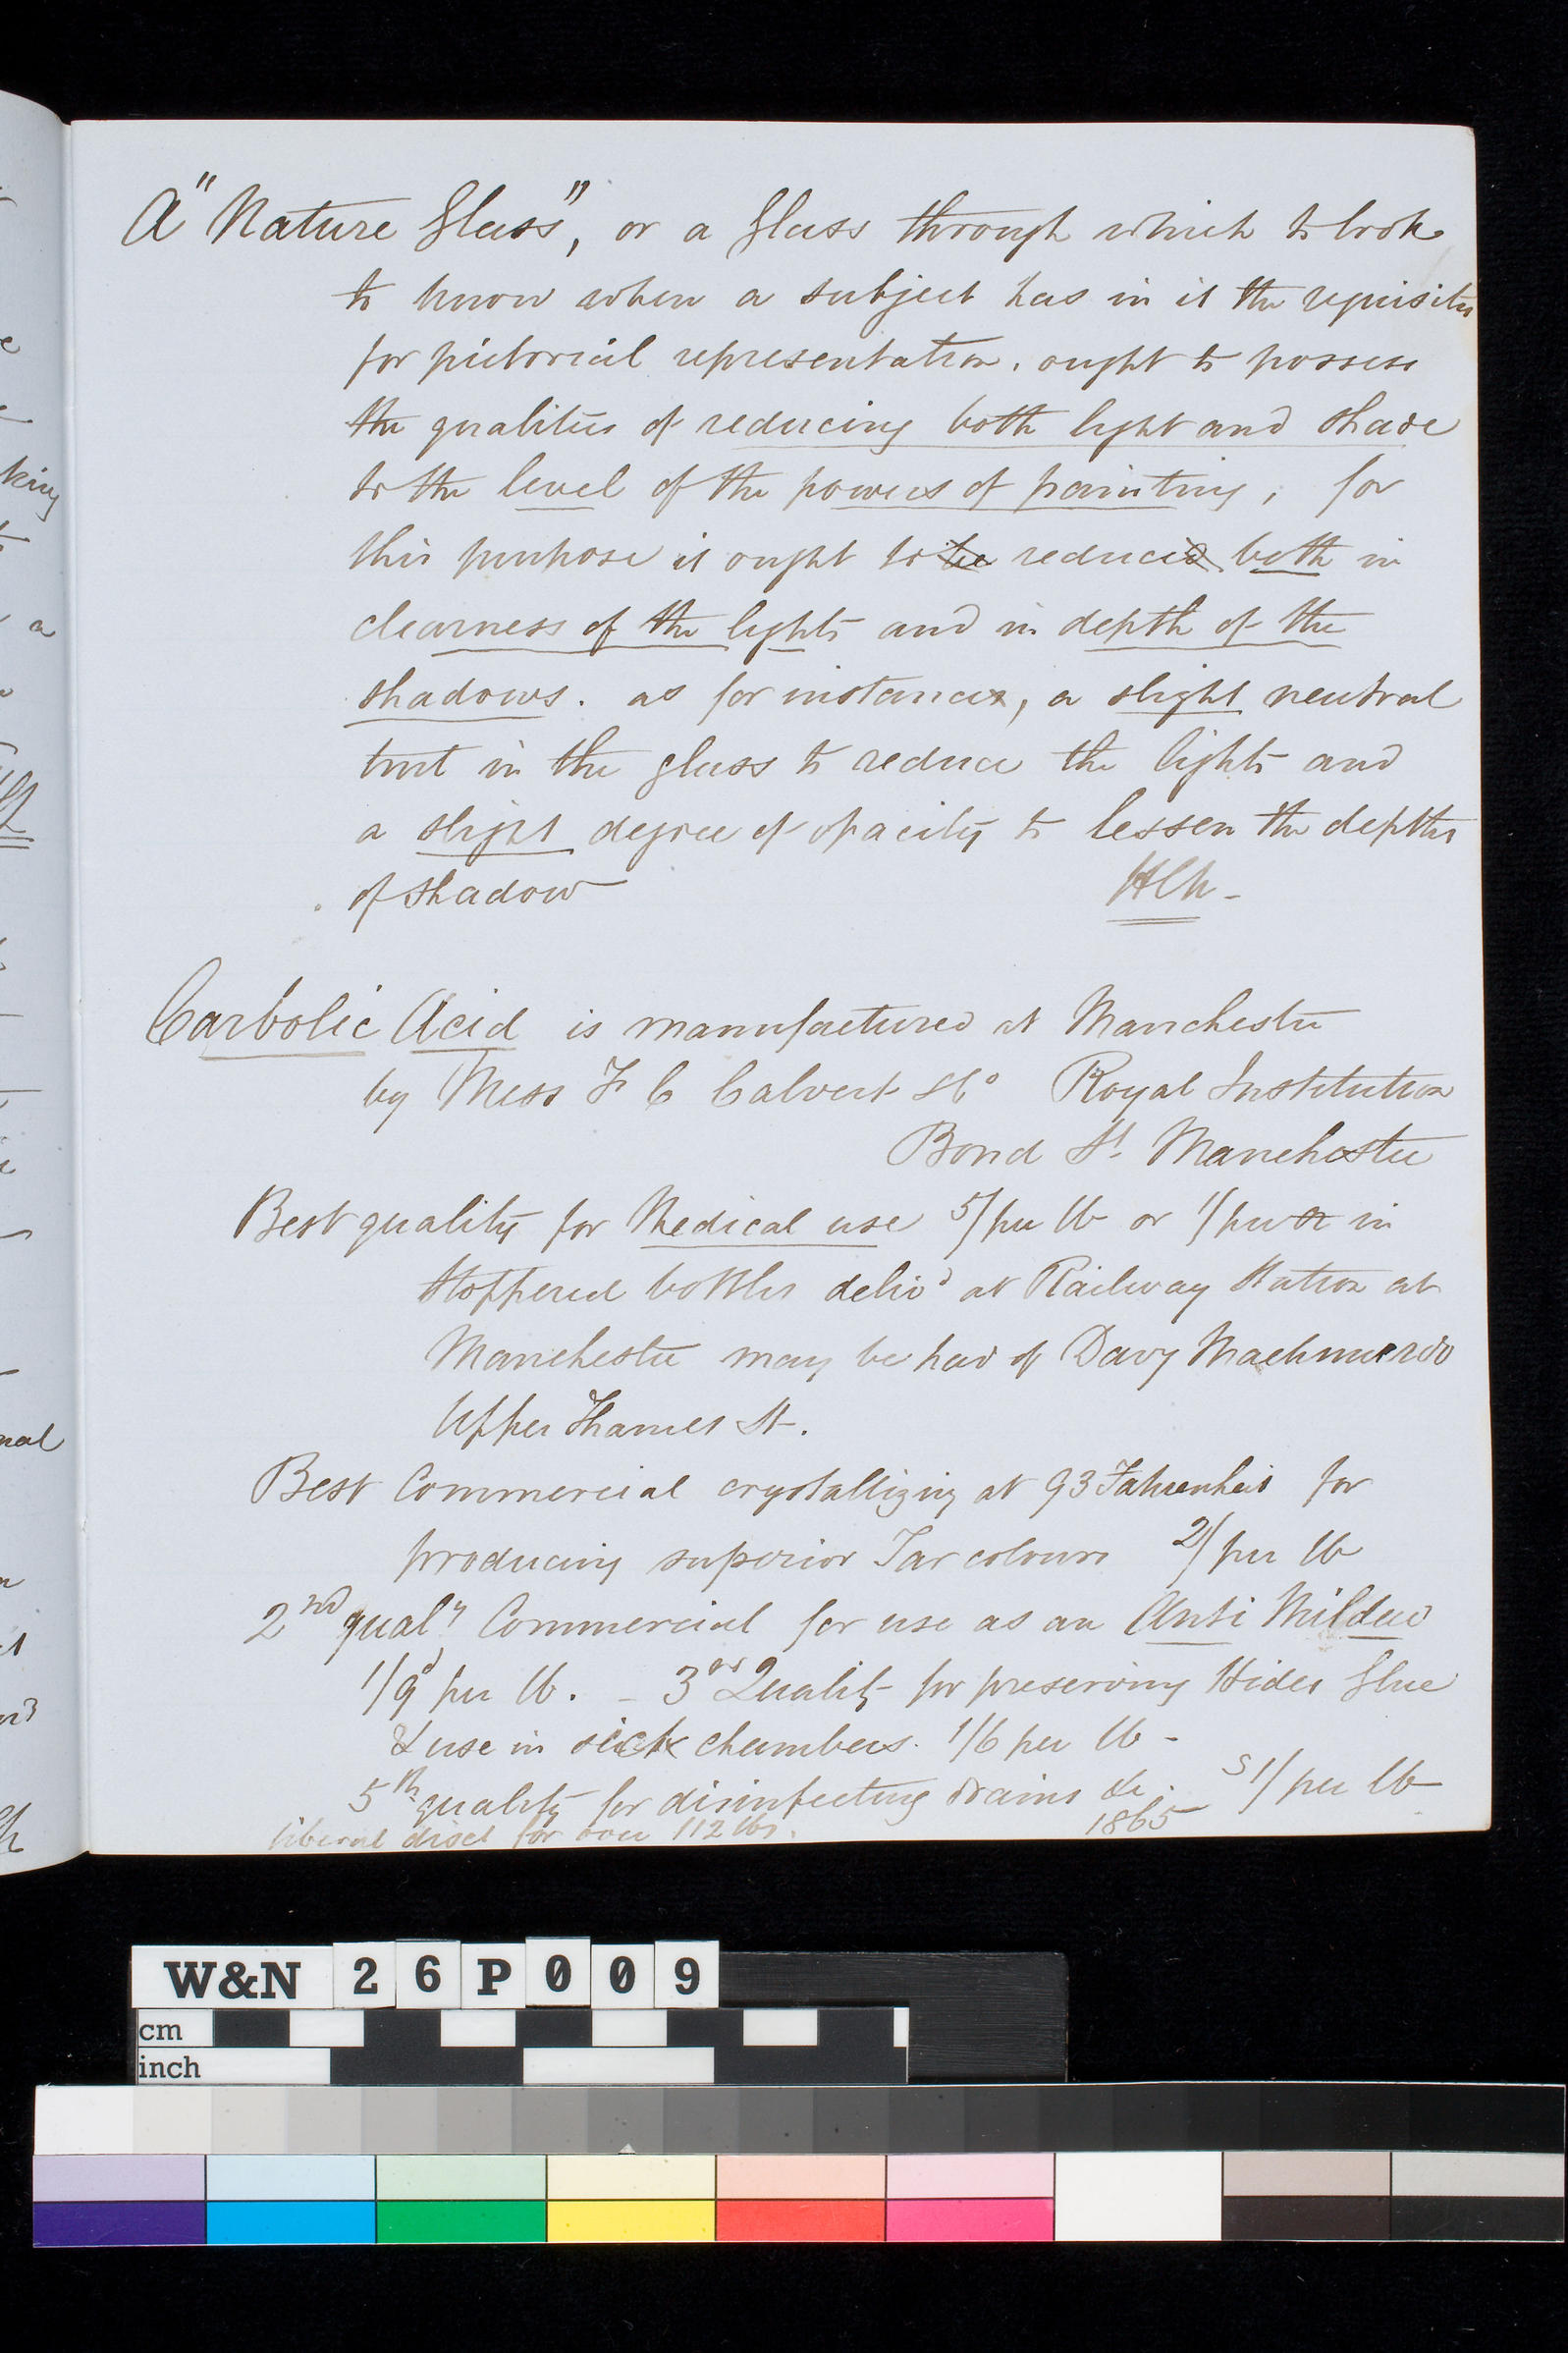 A "Nature Glass", or a Glass through which to look
to know when a subject has in it the requisites
for pictorial representation. ought to possess
the qualities of reducing both light and shade
to the level of the powers of painting, for
this purpose it ought to be reduced both in
clearness of the lights and in depth of the
shadows. as for instance, a slight neutral
tint in the glass to reduce the lights and
a slight degree of opacity to lessen the depths
of shadow
Carbolic Acid is manufactured at Manchester
by Mess F C Calvert & Co Royal Institution
Bond St. Manchester
Best quality for Medical use 5/ per lb or 1/ per in
Stoppered bottles deliv'd at Railway Station at
Manchester may be had of Davy Macmurdo
Upper Thames St.
Best Commercial crystallizing at 93 Fahrenheit for
producing superior Tar colours 2/ per lb
2nd qualy Commercial for use as an Anti Mildew
1/9d per lb. - 3rd Quality for preserving Hides Glue
& use in sick chambers. 1/6 per lb -
5th quality for disinfecting drains &c. 1/ per lb
liberal disct for over 112 lbs. 1865
king
a
nal
W&N 26P009
cm
inch